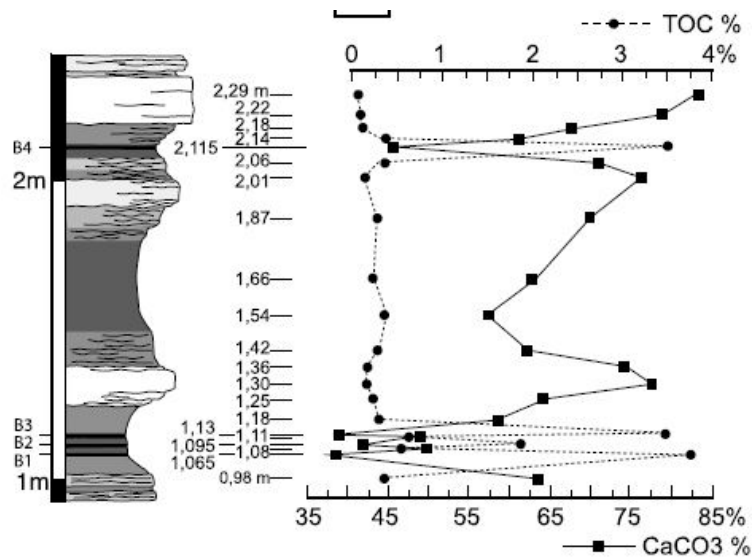 TOC %
0 1 2 3 4%
2,29 m
2,22
2,18
2,14
B4 2,115
2,06
2m 2,01
1,87
1,66
1,54
1,42
1,36
1,30
1,25
1,18
B3 1,13
1,11
B2 1,095
1,08
B1 1,065
1m 0,98 m
35 45 55 65 75 85%
CaCO3 %